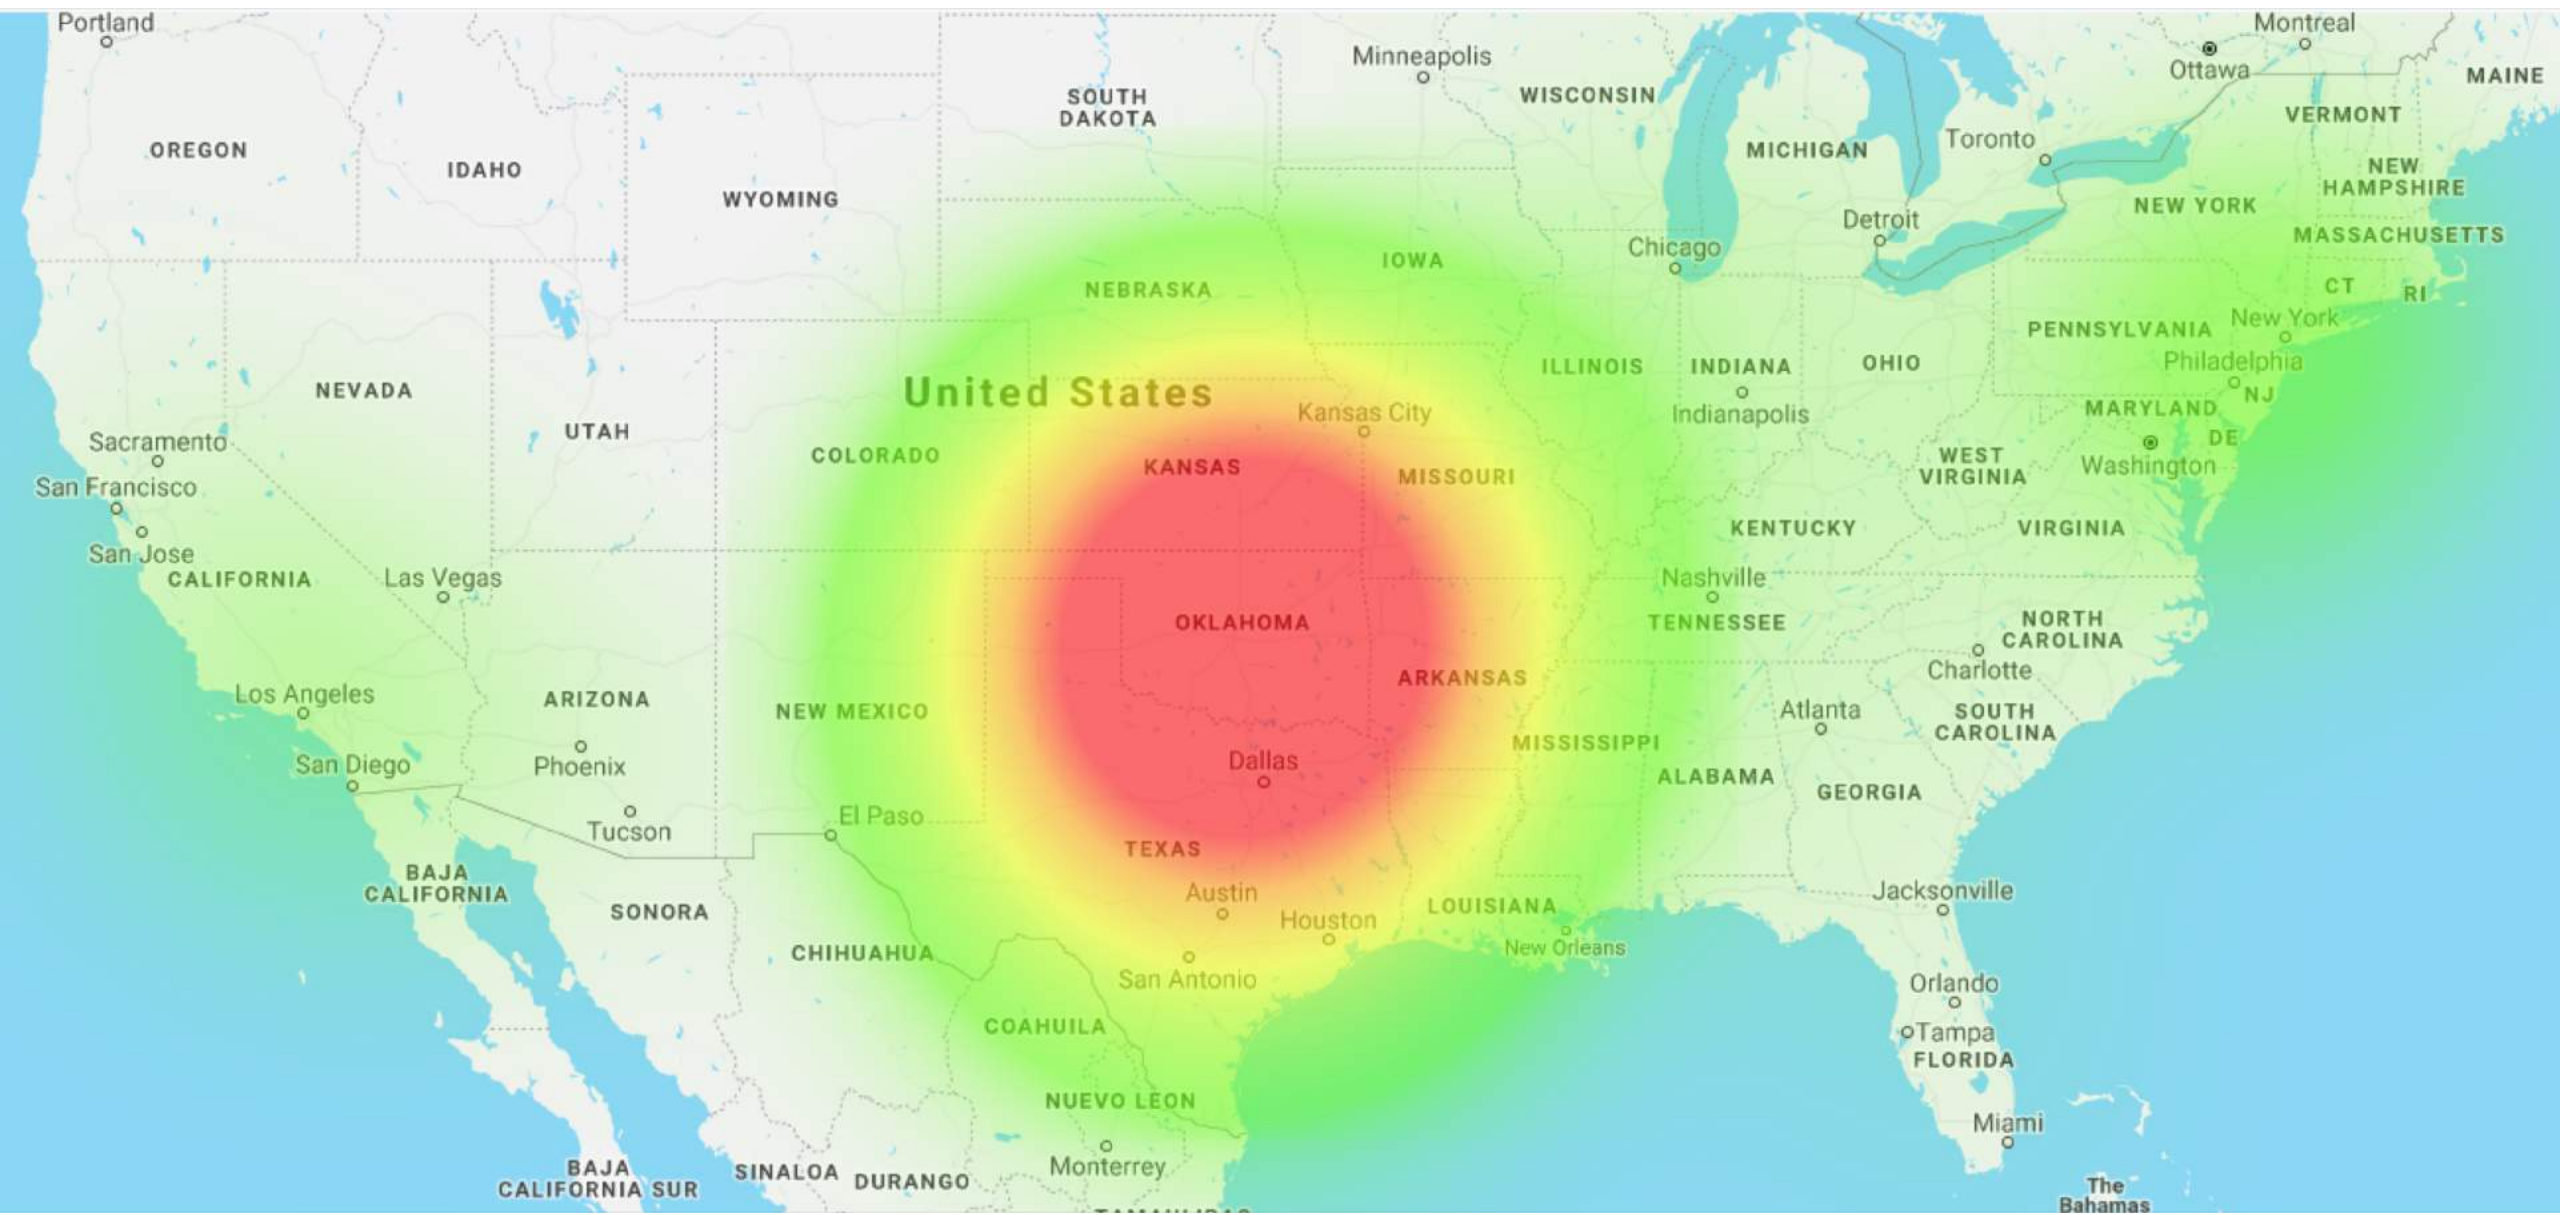 Portland
Montreal
Minneapolis
Ottawa
MAINE
SOUTH
DAKOTA
WISCONSIN
VERMONT
OREGON
MICHIGAN
Toronto
IDAHO
NEW
HAMPSHIRE
WYOMING
NEW YORK
Detroit
MASSACHUSETTS
Chicago
IOWA
NEBRASKA
CT
RI
New York
PENNSYLVANIA
Philadelphia
ILLINOIS
INDIANA
OHIO
NEVADA
United States
NJ
Kansas City
Indianapolis
MARYLAND
UTAH
DE
Sacramento
COLORADO
KANSAS
MISSOURI
WEST
VIRGINIA
Washington
San Francisco
KENTUCKY
VIRGINIA
San Jose
CALIFORNIA
Las Vegas
Nashville
OKLAHOMA
TENNESSEE
NORTH
CAROLINA
Charlotte
ARKANSAS
Los Angeles
ARIZONA
NEW MEXICO
Atlanta
SOUTH
CAROLINA
MISSISSIPPI
San Diego
Phoenix
Dallas
ALABAMA
GEORGIA
El Paso
Tucson
TEXAS
BAJA
CALIFORNIA
Austin
Jacksonville
SONORA
Houston
LOUISIANA
New Orleans
CHIHUAHUA
San Antonio
Orlando
COAHUILA
Tampa
FLORIDA
NUEVO LEON
Miami
Monterrey
BAJA
CALIFORNIA SUR
SINALOA
DURANGO
The
Bahamas